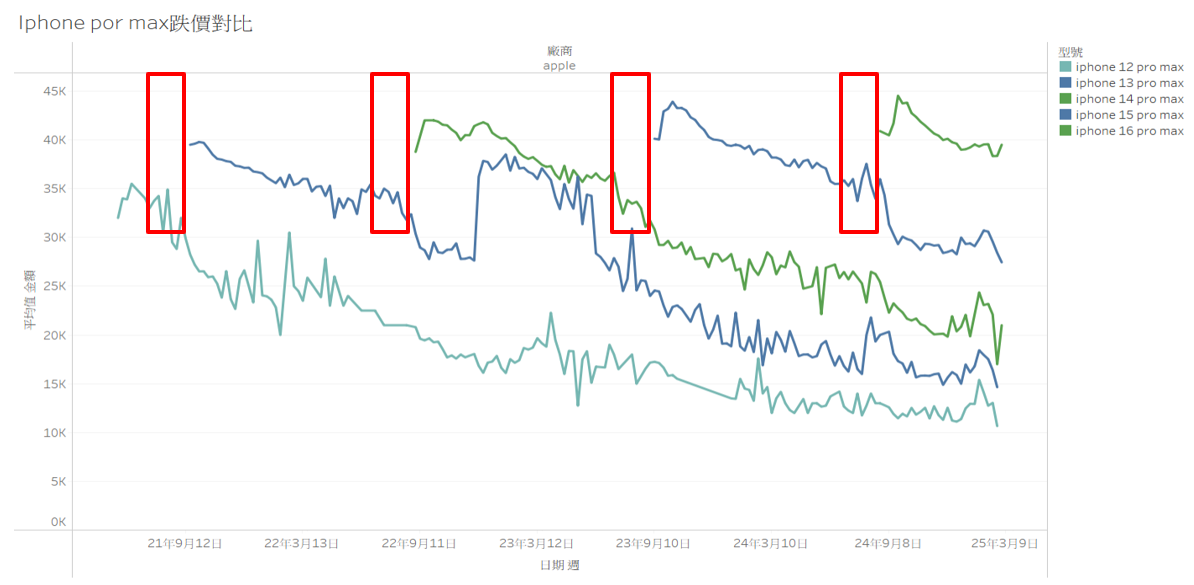 Iphone por max跌價對比
廠商
apple
型號
iphone 12 pro max
iphone 13 pro max
iphone 14 pro max
iphone 15 pro max
iphone 16 pro max
45K
40K
35K
30K
25K
20K
15K
10K
5K
0K
平均值 金額
21年9月12日
22年3月13日
22年9月11日
23年3月12日
23年9月10日
24年3月10日
24年9月8日
25年3月9日
日期 週